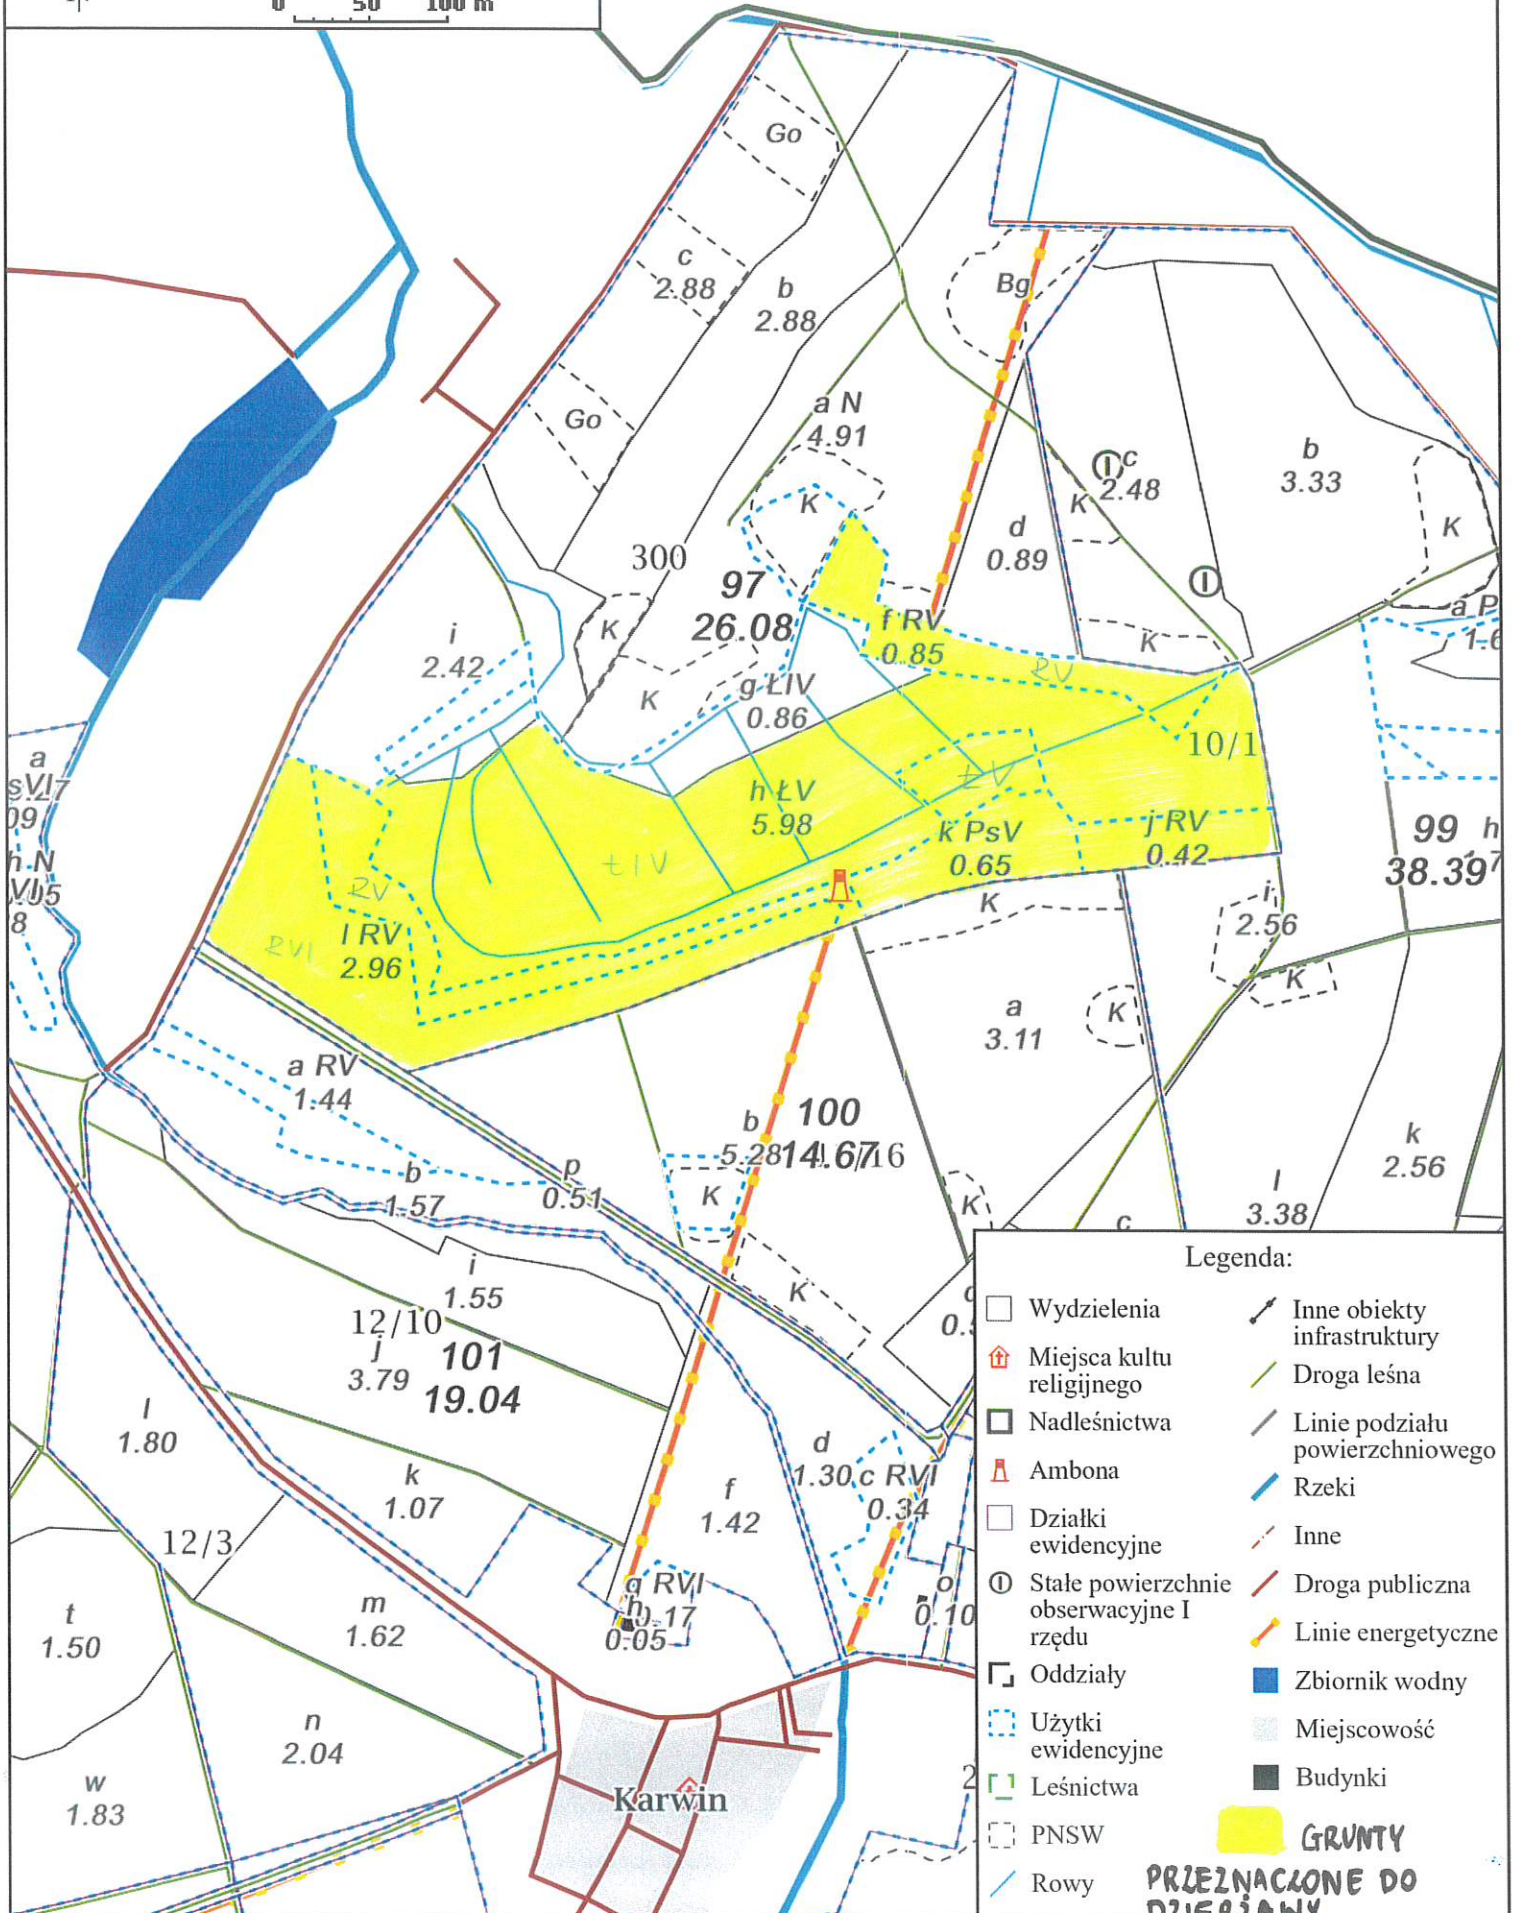 0 50 100 m
Go
c
2.88
b
2.88
Bg
Go
a N
4.91
K
c
2.48
K
b
3.33
K
d
0.89
300
97
26.08
i
2.42
K
K
f RV
0.85
RV
K
a P
g ŁIV
0.86
10/1
a
sVI
h ŁV
5.98
ŁV
k PsV
0.65
j RV
0.42
99
38.39
h
h N
ŁIV
RV
RVI
l RV
2.96
K
i
2.56
K
a
3.11
K
a RV
1.44
b
5.28
100
14.67
16
k
2.56
b
1.57
p
0.51
K
K
l
3.38
c
i
1.55
K
12/10
j
3.79
101
19.04
l
1.80
k
1.07
d
1.30
c RVI
0.34
f
1.42
12/3
g RVI
0.17
h
0.05
o
0.10
t
1.50
m
1.62
n
2.04
w
1.83
Karwin
Legenda:
Wydzielenia
Miejsca kultu
religijnego
Nadleśnictwa
Ambona
Działki
ewidencyjne
Stałe powierzchnie
obserwacyjne I
rzędu
Oddziały
Użytki
ewidencyjne
Leśnictwa
PNSW
Rowy
Inne obiekty
infrastruktury
Droga leśna
Linie podziału
powierzchniowego
Rzeki
Inne
Droga publiczna
Linie energetyczne
Zbiornik wodny
Miejscowość
Budynki
GRUNTY
PRZEZNACZONE DO
DZIERŻAWY